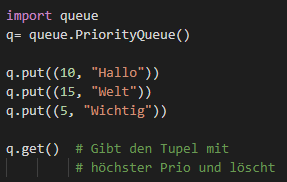 import queue
q= queue.PriorityQueue()
q.put((10, "Hallo"))
q.put((15, "Welt"))
q.put((5, "Wichtig"))
q.get()  # Gibt den Tupel mit
# höchster Prio und löscht